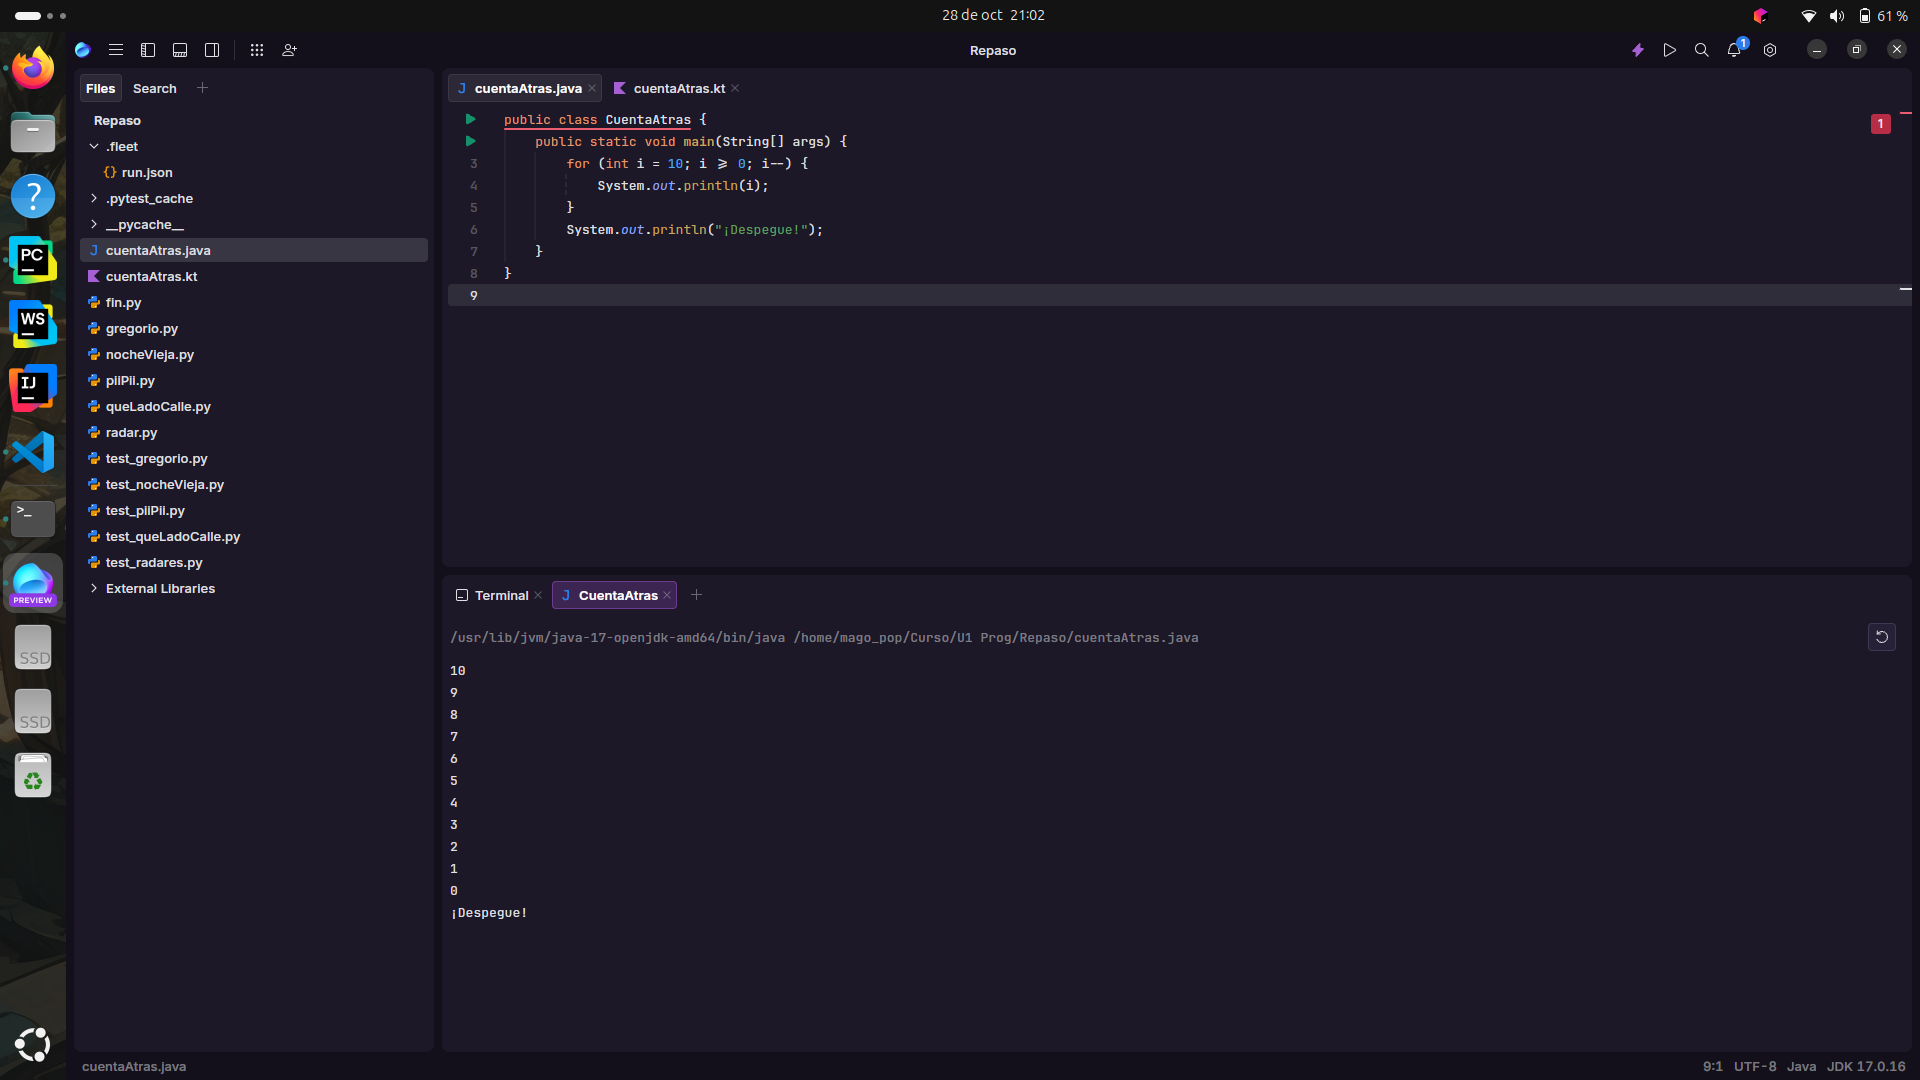 28 de oct 21:02
61 %
Repaso
1
Files Search
Repaso
.fleet
{} run.json
.pytest_cache
__pycache__
J cuentaAtras.java
cuentaAtras.kt
fin.py
gregorio.py
nocheVieja.py
piiPii.py
queLadoCalle.py
radar.py
test_gregorio.py
test_nocheVieja.py
test_piiPii.py
test_queLadoCalle.py
test_radares.py
External Libraries
?
PC
WS
IJ
>_
PREVIEW
SSD
SSD
J cuentaAtras.java
cuentaAtras.kt
public class CuentaAtras {
1
public static void main(String[] args) {
3 for (int i = 10; i >= 0; i--) {
4 System.out.println(i);
5 }
6 System.out.println("¡Despegue!");
7 }
8 }
9
Terminal
J CuentaAtras
/usr/lib/jvm/java-17-openjdk-amd64/bin/java /home/mago_pop/Curso/U1 Prog/Repaso/cuentaAtras.java
10
9
8
7
6
5
4
3
2
1
0
¡Despegue!
cuentaAtras.java
9:1 UTF-8 Java JDK 17.0.16